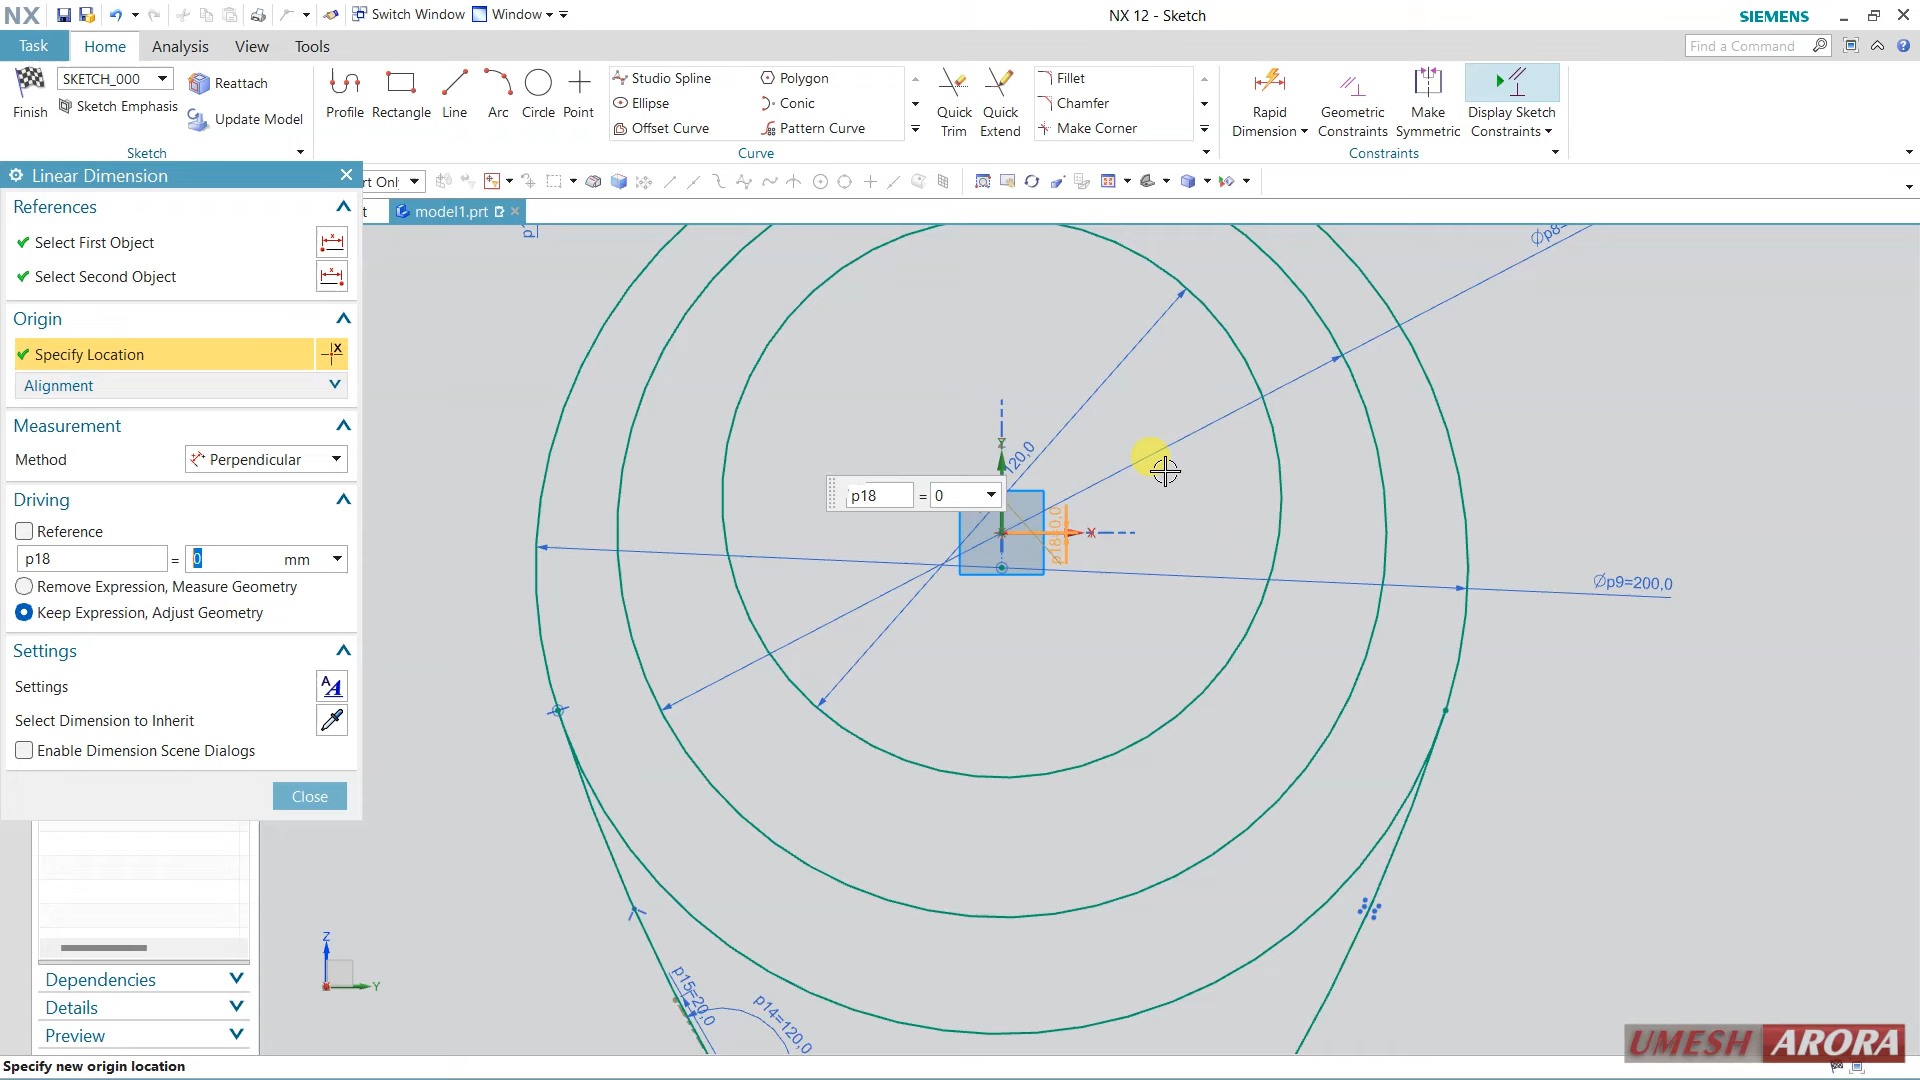 NX
Switch Window
Window
NX 12 - Sketch
SIEMENS
Task
Home
Analysis
View
Tools
Find a Command
Finish
SKETCH_000
Sketch Emphasis
Reattach
Update Model
Sketch
Profile
Rectangle
Line
Arc
Circle
Point
Studio Spline
Ellipse
Offset Curve
Polygon
Conic
Pattern Curve
Quick Trim
Quick Extend
Fillet
Chamfer
Make Corner
Curve
Rapid Dimension
Geometric Constraints
Make Symmetric
Display Sketch Constraints
Constraints
Linear Dimension
rt Onl
t
model1.prt
References
Select First Object
Select Second Object
Origin
Specify Location
Alignment
Measurement
Method
Perpendicular
Driving
Reference
p18 = 0 mm
Remove Expression, Measure Geometry
Keep Expression, Adjust Geometry
Settings
Settings
Select Dimension to Inherit
Enable Dimension Scene Dialogs
Close
Dependencies
Details
Preview
Øp8=
120,0
p18 = 0
p18=0,0
X
Øp9=200,0
p15=20,0
p14=120,0
Z
Y
UMESH ARORA
Specify new origin location